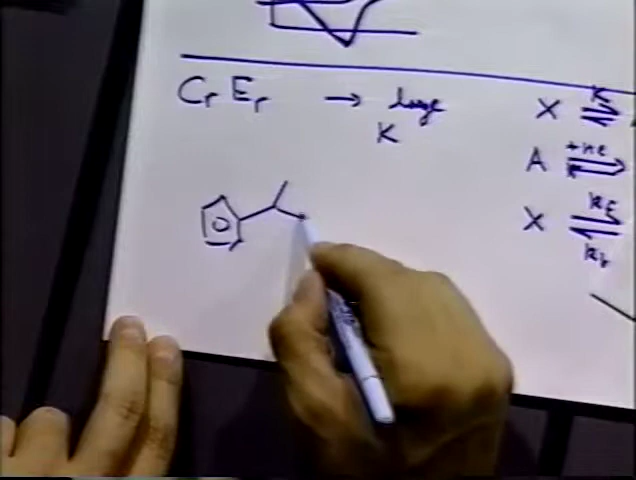 Cr Er → large
K
X ⇌
A +ne ⇌
X kf ⇌ kb